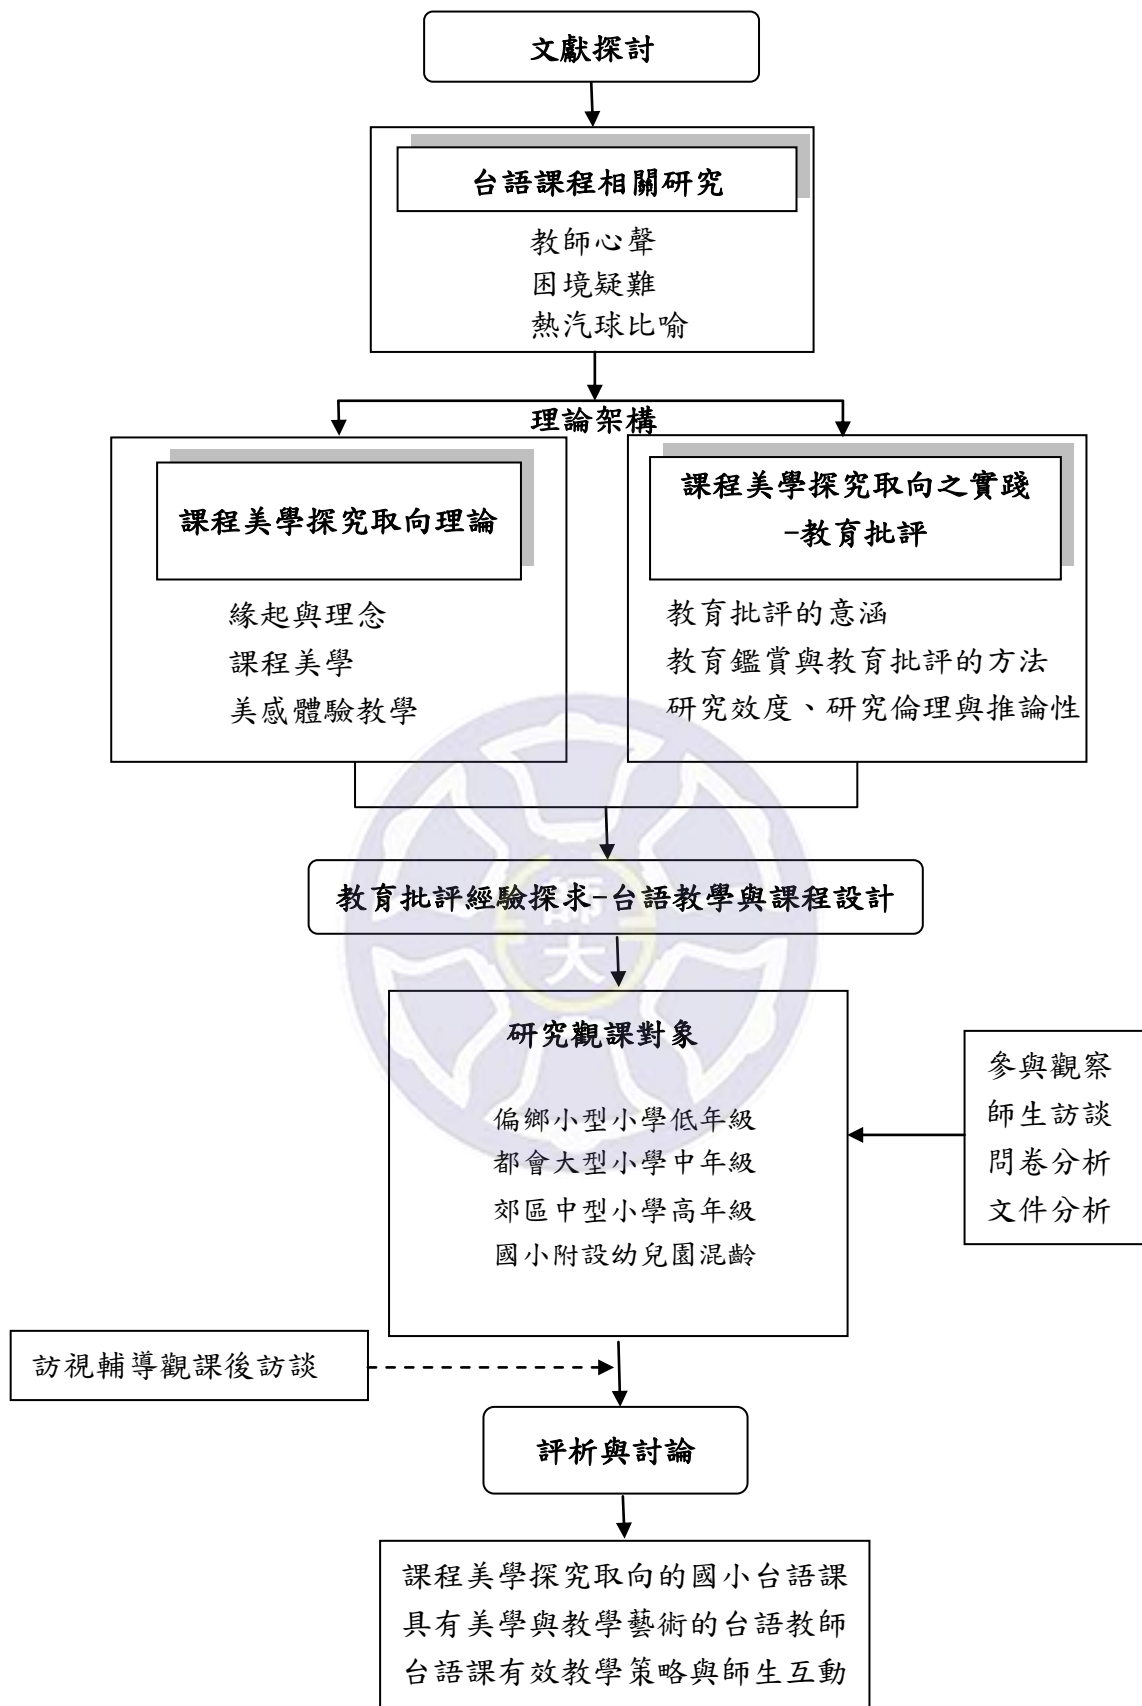 文獻探討
台語課程相關研究
教師心聲
困境疑難
熱汽球比喻
理論架構
課程美學探究取向理論
緣起與理念
課程美學
美感體驗教學
課程美學探究取向之實踐
-教育批評
教育批評的意涵
教育鑑賞與教育批評的方法
研究效度、研究倫理與推論性
師大
教育批評經驗探求-台語教學與課程設計
研究觀課對象
偏鄉小型小學低年級
都會大型小學中年級
郊區中型小學高年級
國小附設幼兒園混齡
參與觀察
師生訪談
問卷分析
文件分析
訪視輔導觀課後訪談
評析與討論
課程美學探究取向的國小台語課
具有美學與教學藝術的台語教師
台語課有效教學策略與師生互動